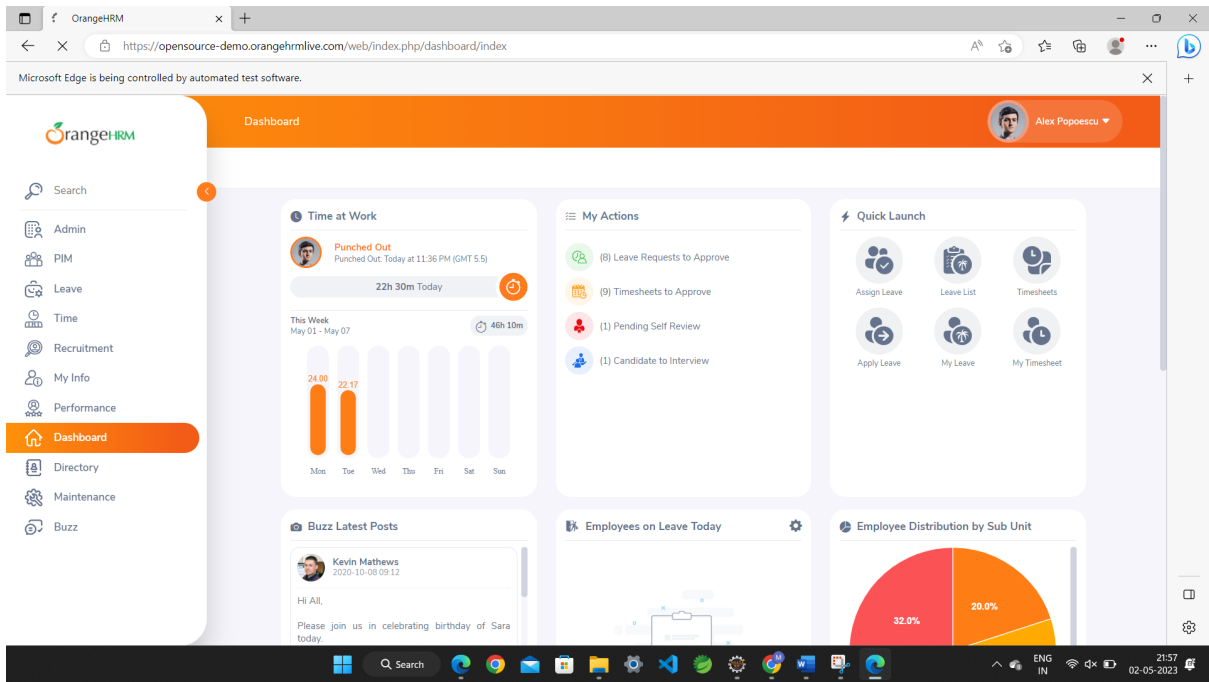 OrangeHRM
https://opensource-demo.orangehrmlive.com/web/index.php/dashboard/index
Microsoft Edge is being controlled by automated test software.
OrangeHRM
Search
Admin
PIM
Leave
Time
Recruitment
My Info
Performance
Dashboard
Directory
Maintenance
Buzz
Dashboard
Alex Popoescu
Time at Work
Punched Out
Punched Out: Today at 11:36 PM (GMT 5.5)
22h 30m Today
This Week
May 01 - May 07
46h 10m
24.00
22.17
Mon Tue Wed Thu Fri Sat Sun
My Actions
(8) Leave Requests to Approve
(9) Timesheets to Approve
(1) Pending Self Review
(1) Candidate to Interview
Quick Launch
Assign Leave Leave List Timesheets
Apply Leave My Leave My Timesheet
Buzz Latest Posts
Kevin Mathews
2020-10-08 09:12
Hi All,
Please join us in celebrating birthday of Sara
today.
Employees on Leave Today
Employee Distribution by Sub Unit
32.0%
20.0%
Search
ENG
IN
21:57
02-05-2023